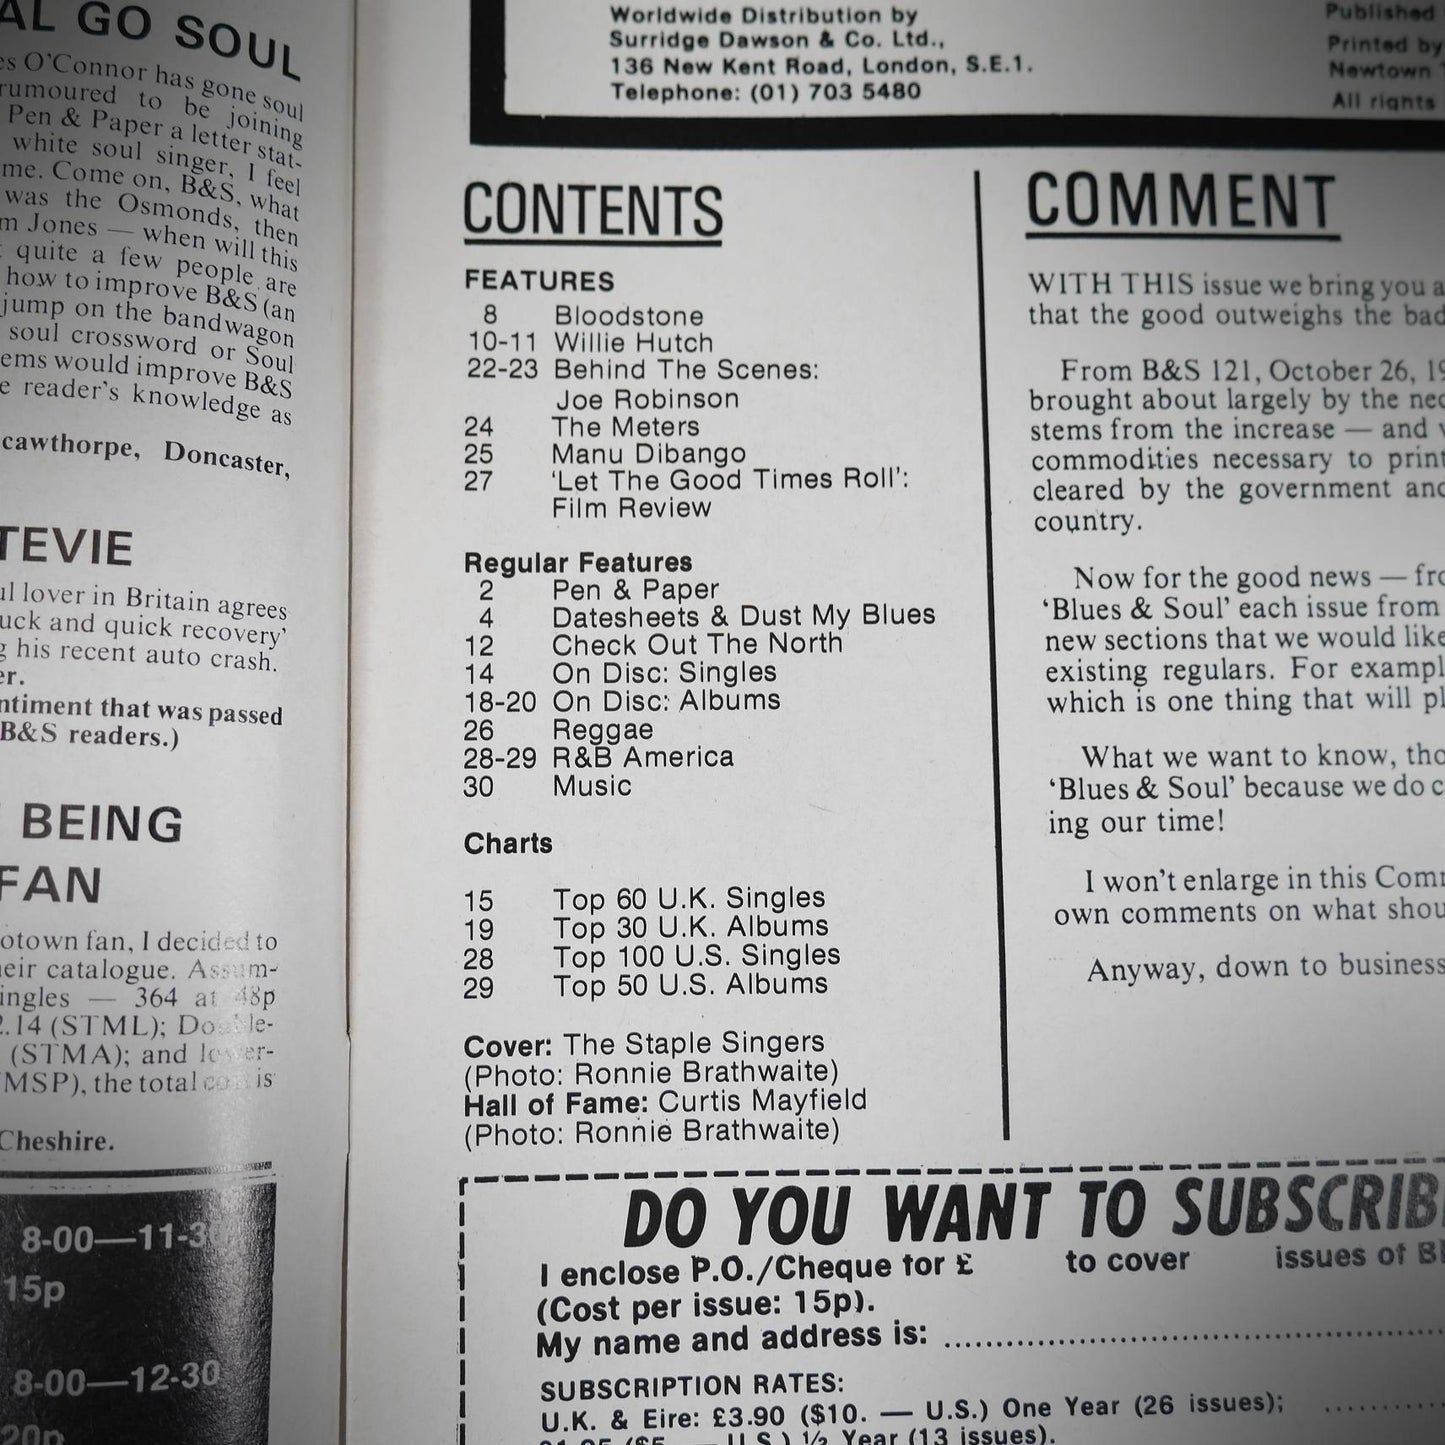 AL GO SOUL
es O'Connor has gone soul
rumoured to be joining
Pen & Paper a letter stat-
white soul singer, I feel
me. Come on, B&S, what
was the Osmonds, then
m Jones — when will this
quite a few people are
how to improve B&S (an
jump on the bandwagon
soul crossword or Soul
ems would improve B&S
e reader's knowledge as
cawthorpe, Doncaster,
TEVIE
ul lover in Britain agrees
uck and quick recovery'
g his recent auto crash.
er.
ntiment that was passed
B&S readers.)
BEING
FAN
otown fan, I decided to
heir catalogue. Assum-
ingles — 364 at 48p
2.14 (STML); Double-
(STMA); and lower-
MSP), the total cost is
Cheshire.
8-00—11-30
15p
8-00—12-30
20p
Worldwide Distribution by
Surridge Dawson & Co. Ltd.,
136 New Kent Road, London, S.E.1.
Telephone: (01) 703 5480
Published
Printed by
Newtown
All rights
CONTENTS
FEATURES
8 Bloodstone
10-11 Willie Hutch
22-23 Behind The Scenes:
Joe Robinson
24 The Meters
25 Manu Dibango
27 'Let The Good Times Roll':
Film Review
Regular Features
2 Pen & Paper
4 Datesheets & Dust My Blues
12 Check Out The North
14 On Disc: Singles
18-20 On Disc: Albums
26 Reggae
28-29 R&B America
30 Music
Charts
15 Top 60 U.K. Singles
19 Top 30 U.K. Albums
28 Top 100 U.S. Singles
29 Top 50 U.S. Albums
Cover: The Staple Singers
(Photo: Ronnie Brathwaite)
Hall of Fame: Curtis Mayfield
(Photo: Ronnie Brathwaite)
COMMENT
WITH THIS issue we bring you a
that the good outweighs the bad
From B&S 121, October 26, 19
brought about largely by the nec
stems from the increase — and
commodities necessary to print
cleared by the government and
country.
Now for the good news — fro
'Blues & Soul' each issue from
new sections that we would like
existing regulars. For exampl
which is one thing that will pl
What we want to know, tho
'Blues & Soul' because we do c
ing our time!
I won't enlarge in this Com
own comments on what shou
Anyway, down to business
DO YOU WANT TO SUBSCRIB
I enclose P.O./Cheque for £ to cover issues of Bl
(Cost per issue: 15p).
My name and address is: ....................
SUBSCRIPTION RATES:
U.K. & Eire: £3.90 ($10. — U.S.) One Year (26 issues);
U.S.) ½ Year (13 issues).